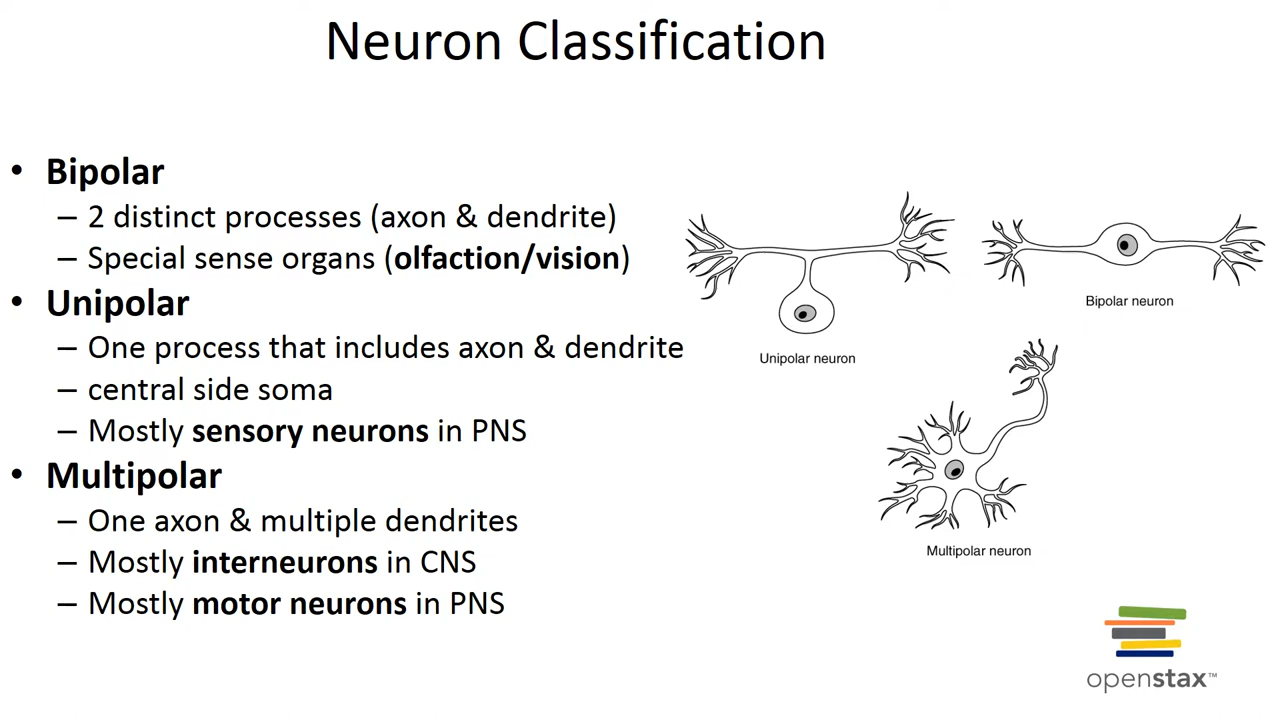 Neuron Classification
• Bipolar
– 2 distinct processes (axon & dendrite)
– Special sense organs (olfaction/vision)
• Unipolar
– One process that includes axon & dendrite
– central side soma
– Mostly sensory neurons in PNS
• Multipolar
– One axon & multiple dendrites
– Mostly interneurons in CNS
– Mostly motor neurons in PNS
Unipolar neuron
Bipolar neuron
Multipolar neuron
openstax™